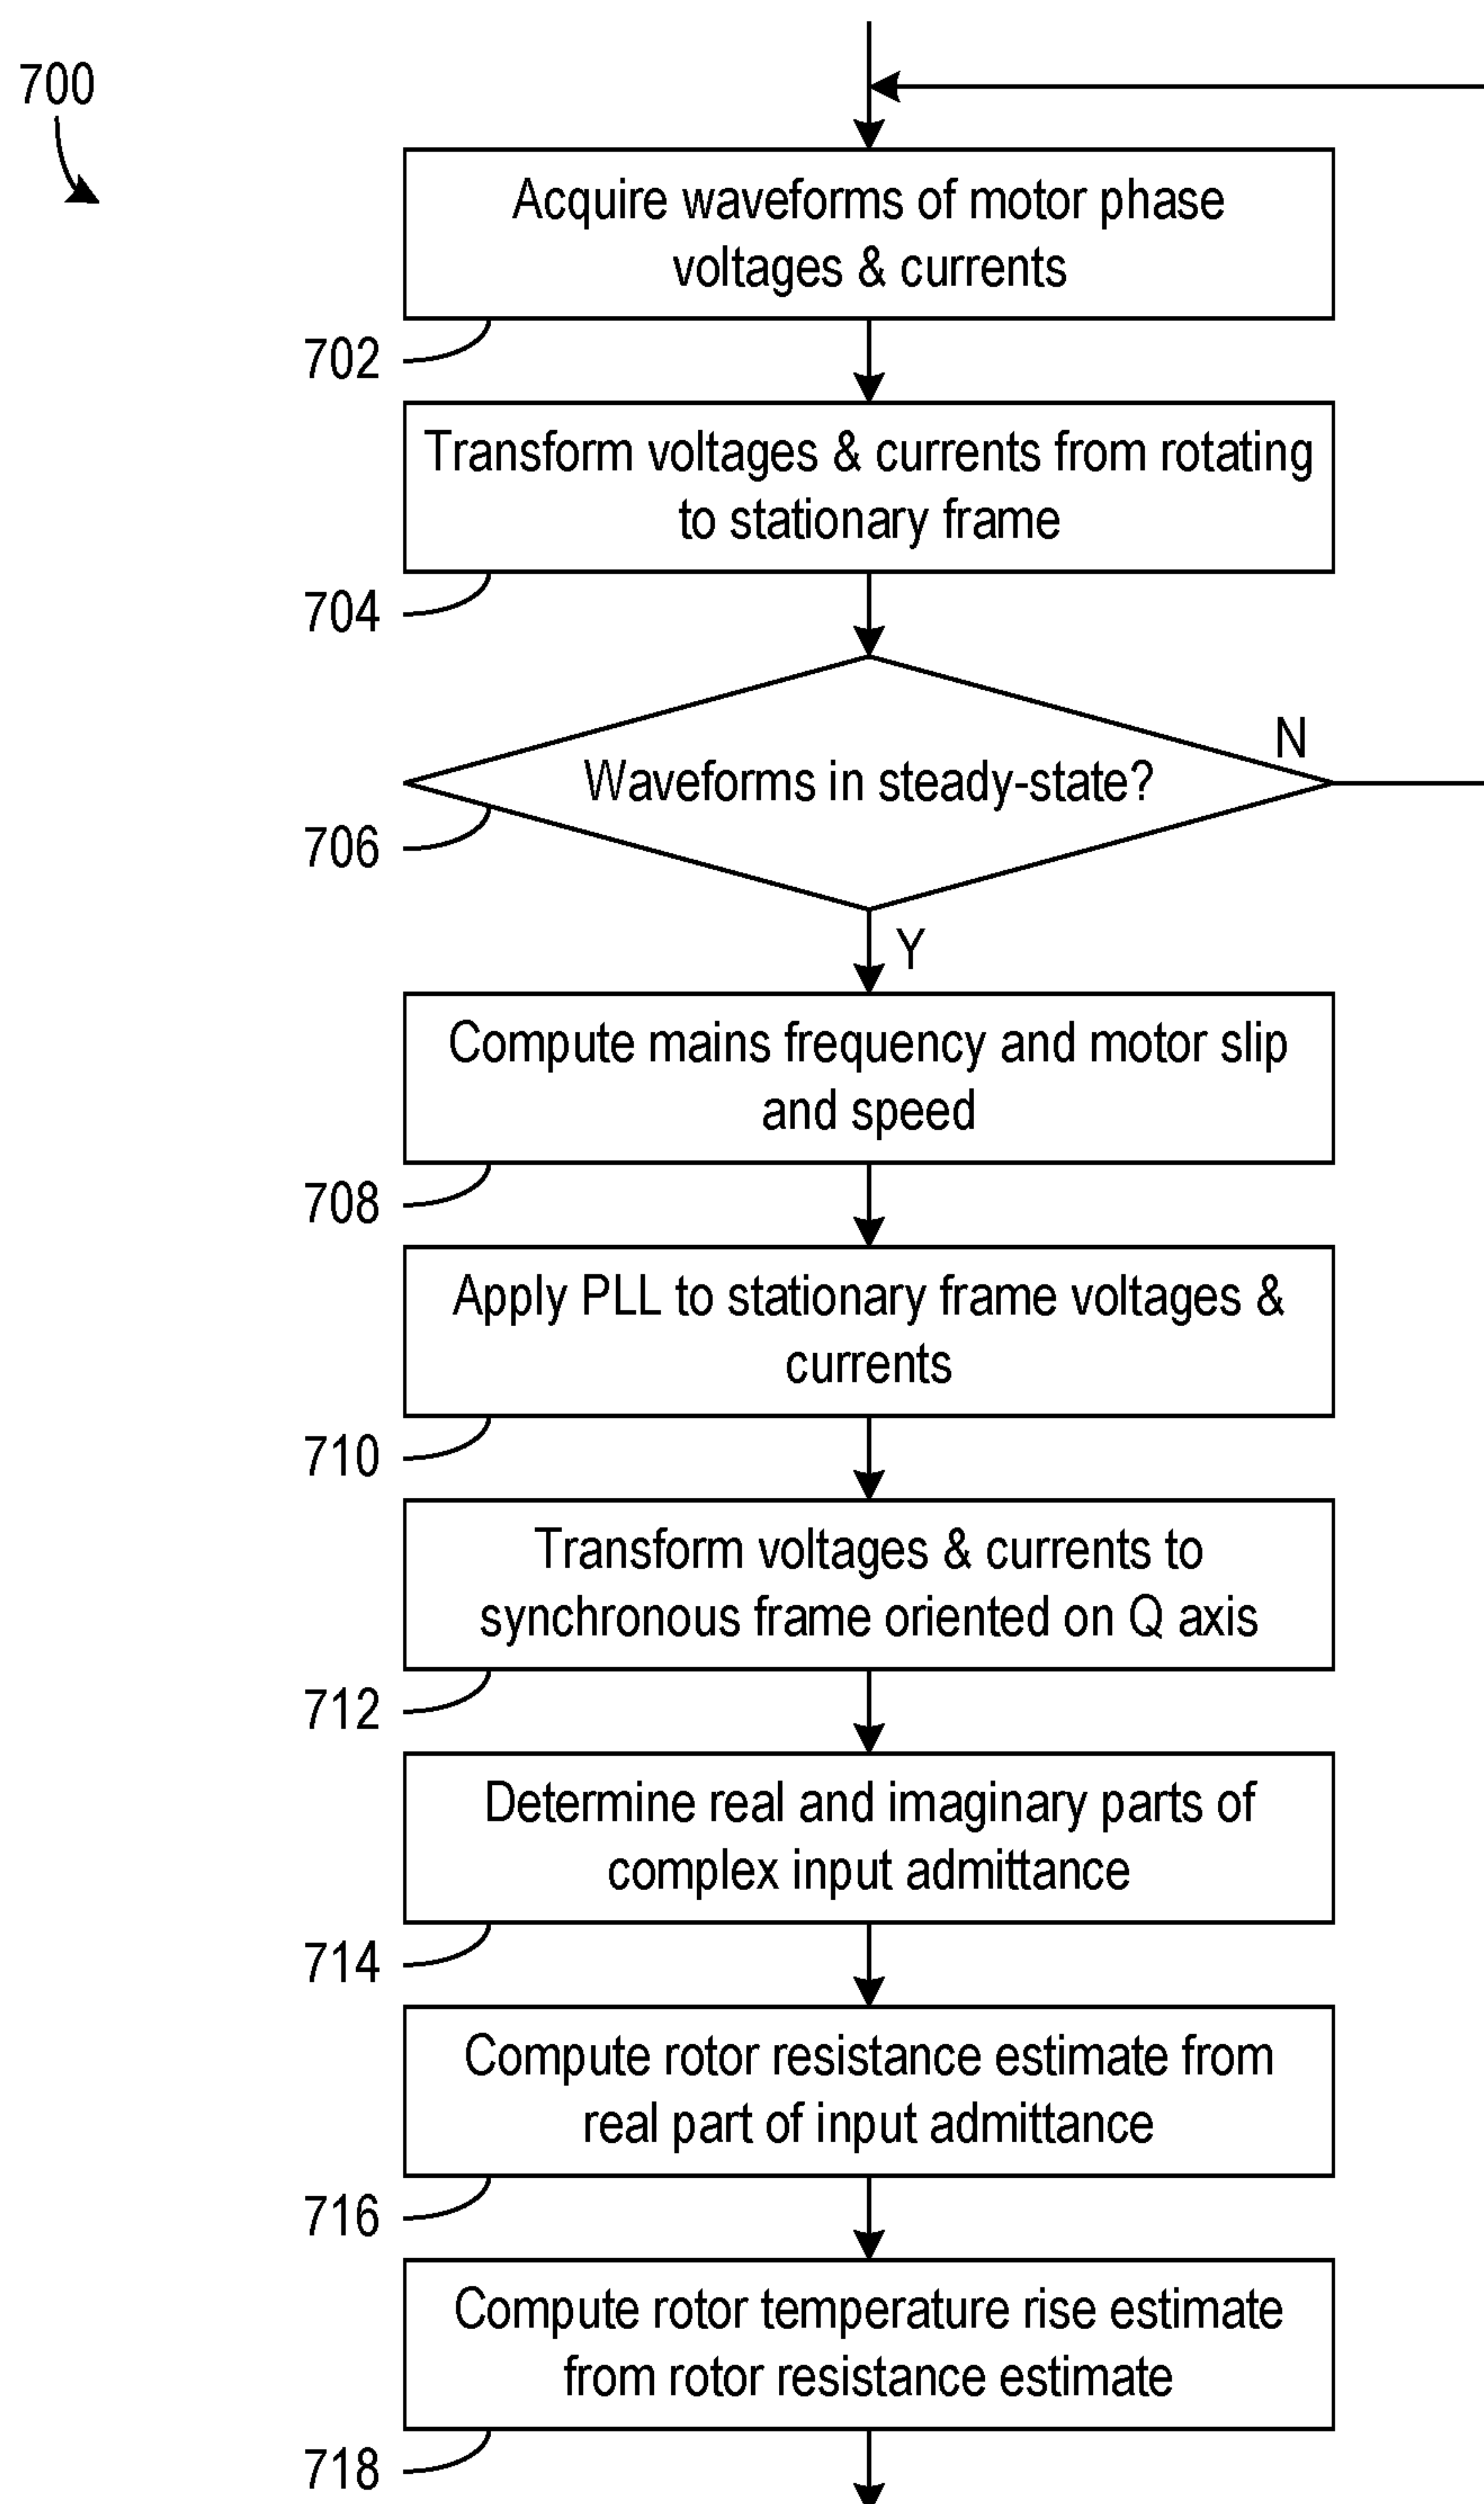 700
Acquire waveforms of motor phase
voltages & currents
702
Transform voltages & currents from rotating
to stationary frame
704
N
Waveforms in steady-state?
706
Y
Compute mains frequency and motor slip
and speed
708
Apply PLL to stationary frame voltages &
currents
710
Transform voltages & currents to
synchronous frame oriented on Q axis
712
Determine real and imaginary parts of
complex input admittance
714
Compute rotor resistance estimate from
real part of input admittance
716
Compute rotor temperature rise estimate
from rotor resistance estimate
718